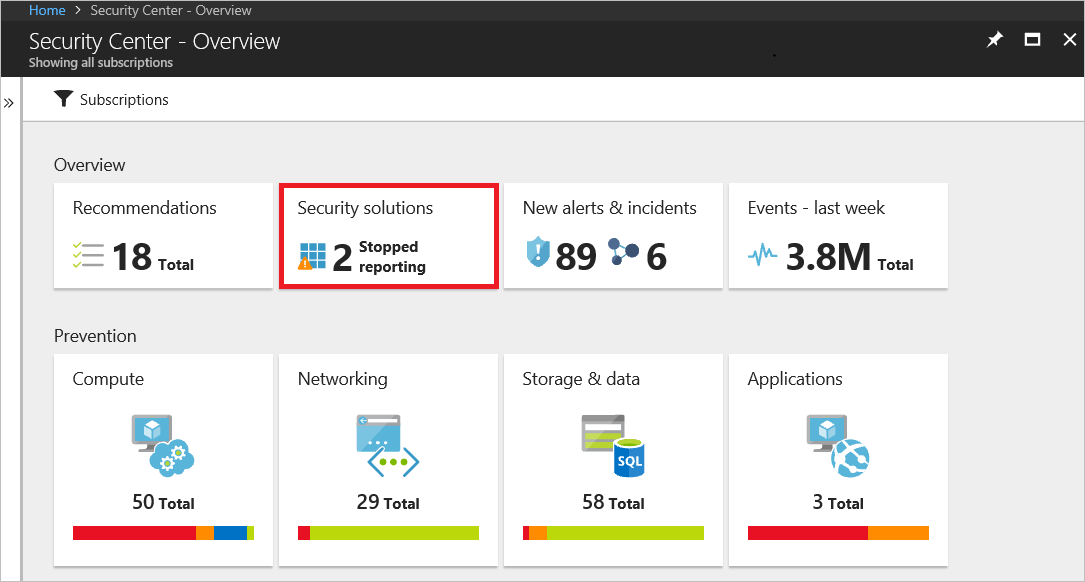 Home > Security Center - Overview
Security Center - Overview
Showing all subscriptions
» Subscriptions
Overview
Recommendations
18 Total
Security solutions
2 Stopped
reporting
New alerts & incidents
! 89 6
Events - last week
3.8M Total
Prevention
Compute
50 Total
Networking
29 Total
Storage & data
SQL
58 Total
Applications
3 Total